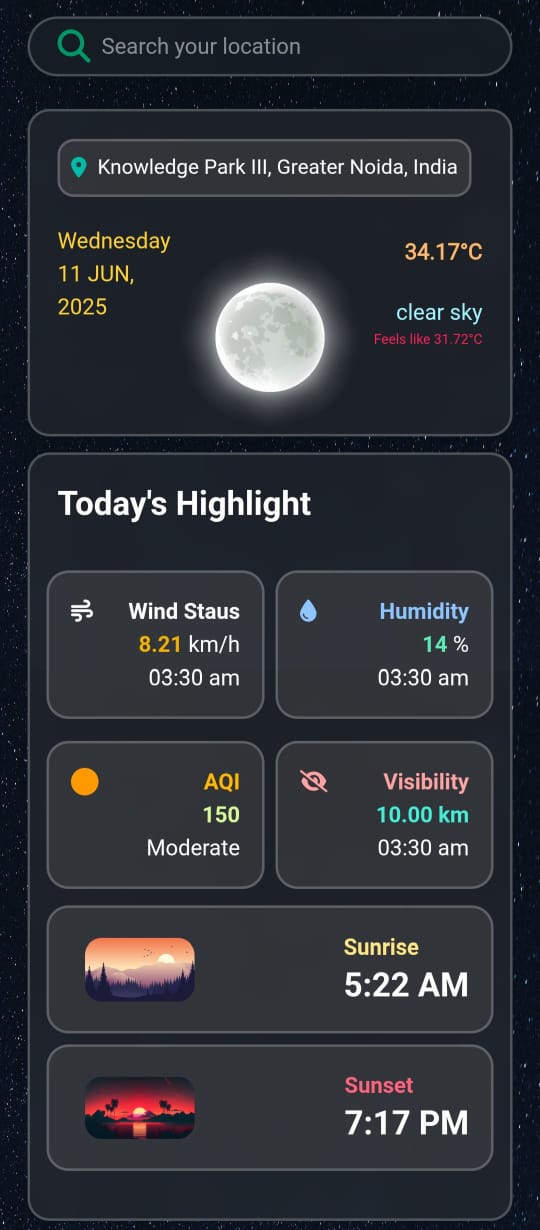 Search your location
Knowledge Park III, Greater Noida, India
Wednesday
11 JUN,
2025
34.17°C
clear sky
Feels like 31.72°C
Today's Highlight
Wind Staus
8.21 km/h
03:30 am
Humidity
14 %
03:30 am
AQI
150
Moderate
Visibility
10.00 km
03:30 am
Sunrise
5:22 AM
Sunset
7:17 PM